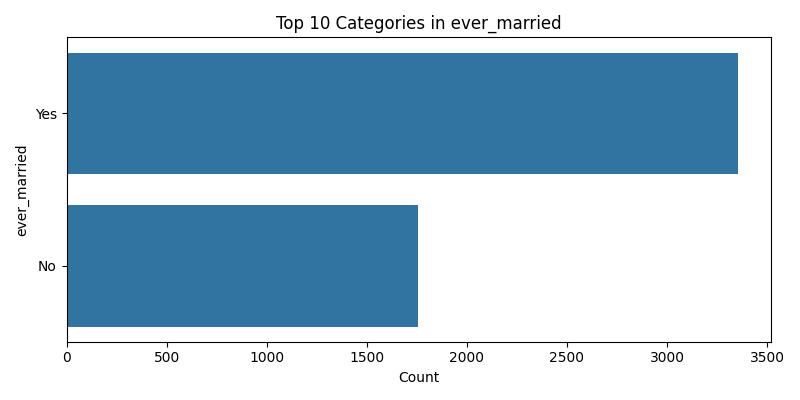 Top 10 Categories in ever_married
ever_married
Yes
No
0 500 1000 1500 2000 2500 3000 3500
Count